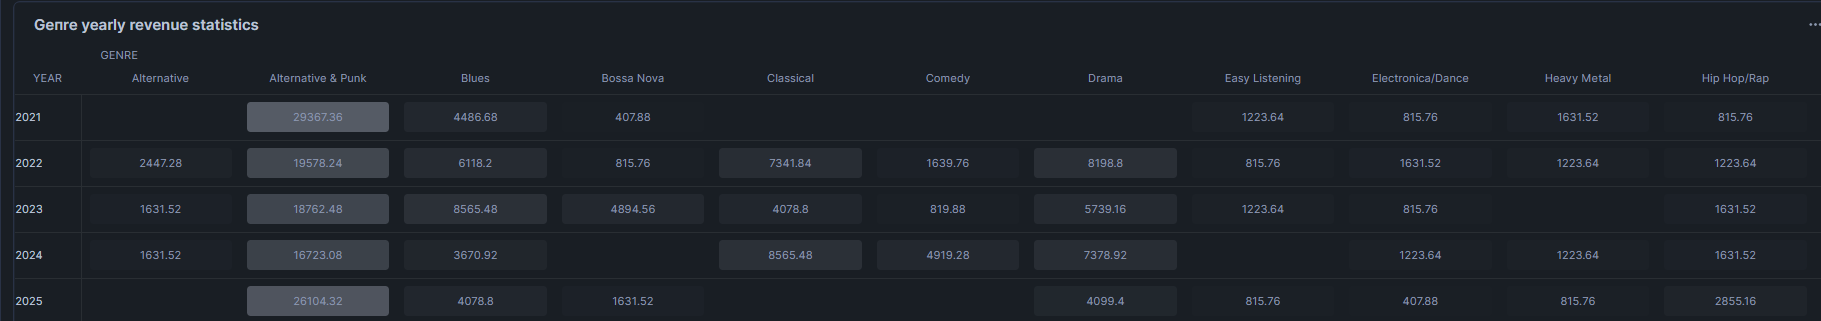 Genre yearly revenue statistics
GENRE
YEAR Alternative Alternative & Punk Blues Bossa Nova Classical Comedy Drama Easy Listening Electronica/Dance Heavy Metal Hip Hop/Rap
2021 29367.36 4486.68 407.88 1223.64 815.76 1631.52 815.76
2022 2447.28 19578.24 6118.2 815.76 7341.84 1639.76 8198.8 815.76 1631.52 1223.64 1223.64
2023 1631.52 18762.48 8565.48 4894.56 4078.8 819.88 5739.16 1223.64 815.76 1631.52
2024 1631.52 16723.08 3670.92 8565.48 4919.28 7378.92 1223.64 1223.64 1631.52
2025 26104.32 4078.8 1631.52 4099.4 815.76 407.88 815.76 2855.16